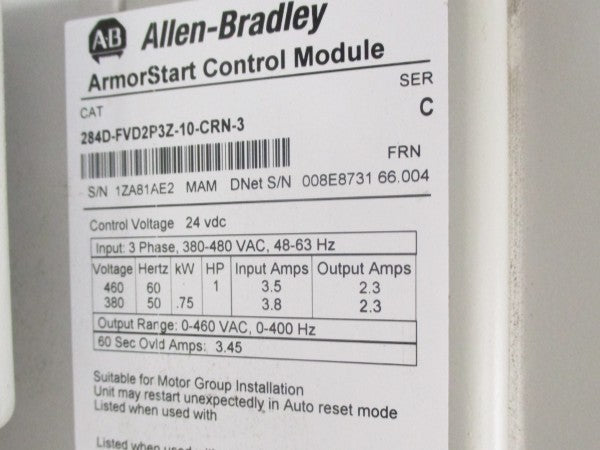 AB Allen-Bradley
ArmorStart Control Module
CAT SER
284D-FVD2P3Z-10-CRN-3 C
FRN
S/N 1ZA81AE2 MAM DNet S/N 008E8731 66.004
Control Voltage 24 vdc
Input: 3 Phase, 380-480 VAC, 48-63 Hz
Voltage Hertz kW HP Input Amps Output Amps
460 60 1 3.5 2.3
380 50 .75 3.8 2.3
Output Range: 0-460 VAC, 0-400 Hz
60 Sec Ovld Amps: 3.45
Suitable for Motor Group Installation
Unit may restart unexpectedly in Auto reset mode
Listed when used with
Listed when used